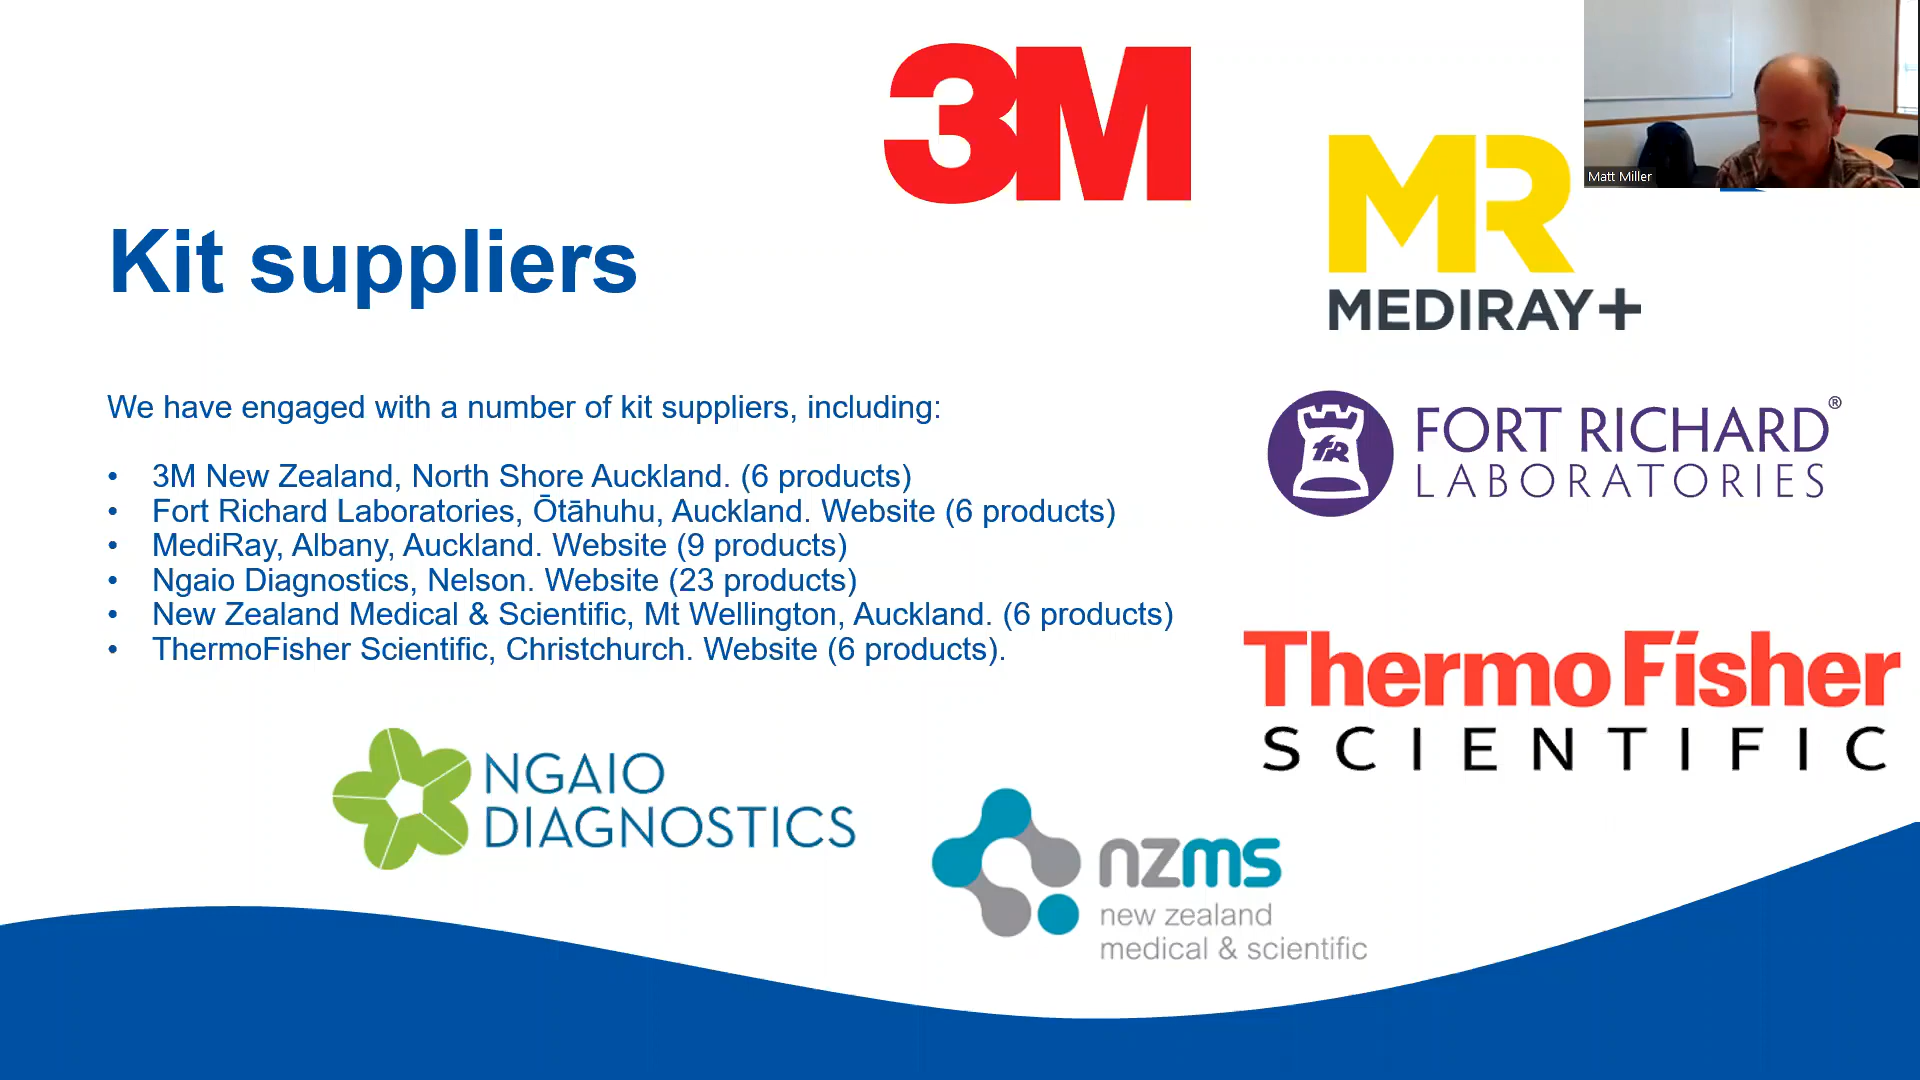 3M
MR
MEDIRAY+
Matt Miller
Kit suppliers
We have engaged with a number of kit suppliers, including:
• 3M New Zealand, North Shore Auckland. (6 products)
• Fort Richard Laboratories, Ōtāhuhu, Auckland. Website (6 products)
• MediRay, Albany, Auckland. Website (9 products)
• Ngaio Diagnostics, Nelson. Website (23 products)
• New Zealand Medical & Scientific, Mt Wellington, Auckland. (6 products)
• ThermoFisher Scientific, Christchurch. Website (6 products).
fR
FORT RICHARD®
LABORATORIES
ThermoFisher
SCIENTIFIC
NGAIO
DIAGNOSTICS
nzms
new zealand
medical & scientific